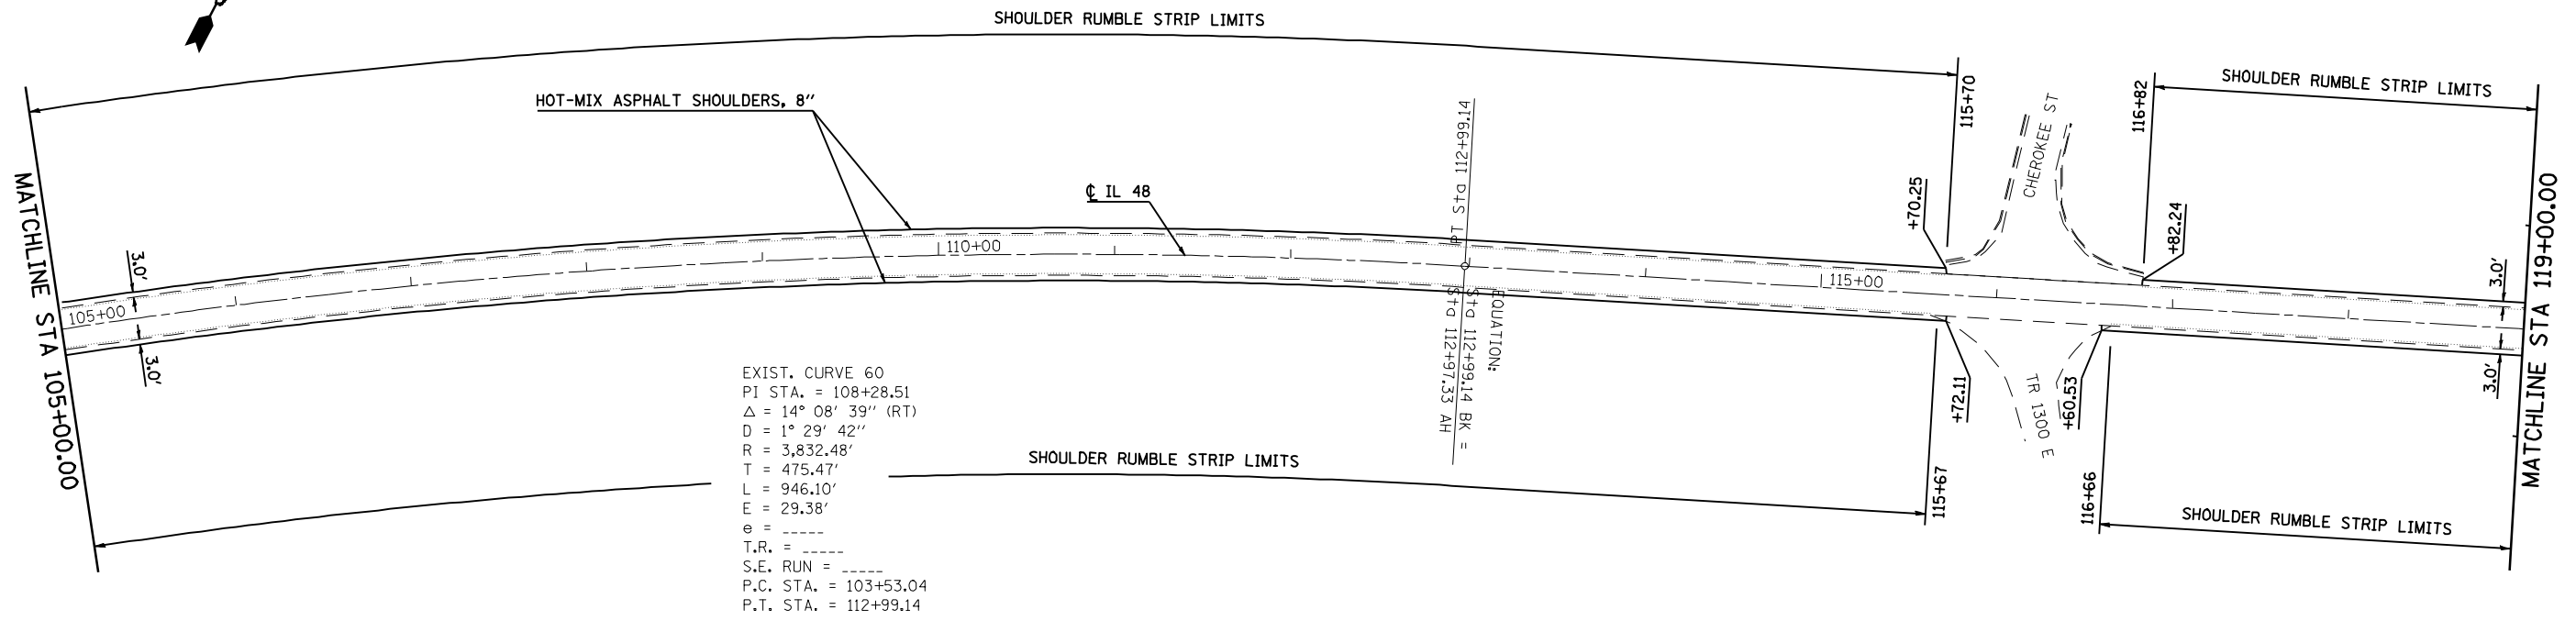 SHOULDER RUMBLE STRIP LIMITS
SHOULDER RUMBLE STRIP LIMITS
HOT-MIX ASPHALT SHOULDERS, 8"
115+70
116+82
CHEROKEE ST
PT Sta 112+99.14
MATCHLINE STA 105+00.00
MATCHLINE STA 119+00.00
℄ IL 48
+70.25
+82.24
110+00
3.0'
3.0'
105+00
115+00
3.0'
3.0'
EQUATION:
Sta 112+99.14 BK =
Sta 112+97.33 AH
+72.11
TR 1300 E
+60.53
EXIST. CURVE 60
PI STA. = 108+28.51
Δ = 14° 08' 39" (RT)
D = 1° 29' 42"
R = 3,832.48'
T = 475.47'
L = 946.10'
E = 29.38'
e = _____
T.R. = _____
S.E. RUN = _____
P.C. STA. = 103+53.04
P.T. STA. = 112+99.14
SHOULDER RUMBLE STRIP LIMITS
115+67
116+66
SHOULDER RUMBLE STRIP LIMITS